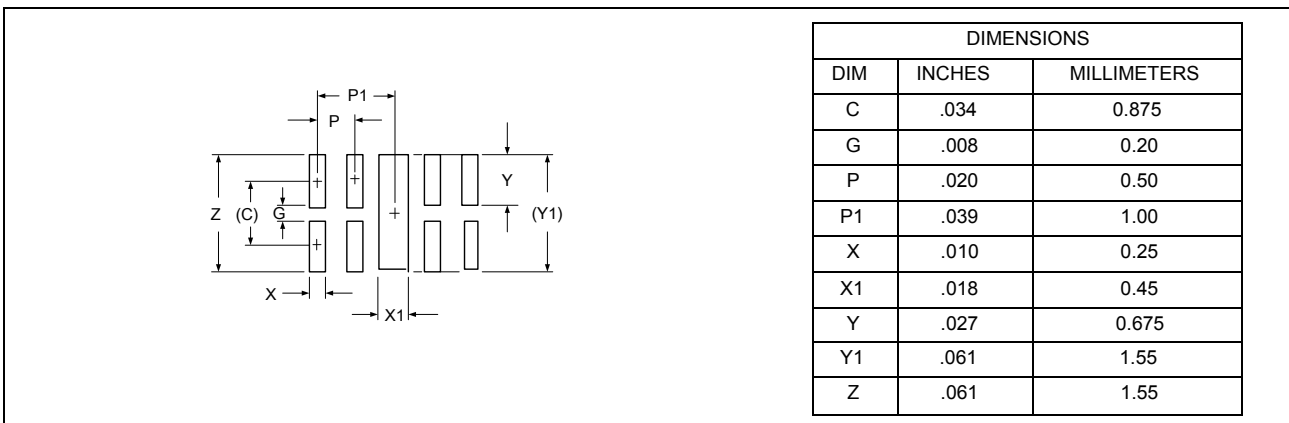 P1
P
Y
Z (C) G (Y1)
X
X1
DIMENSIONS
DIM INCHES MILLIMETERS
C .034 0.875
G .008 0.20
P .020 0.50
P1 .039 1.00
X .010 0.25
X1 .018 0.45
Y .027 0.675
Y1 .061 1.55
Z .061 1.55